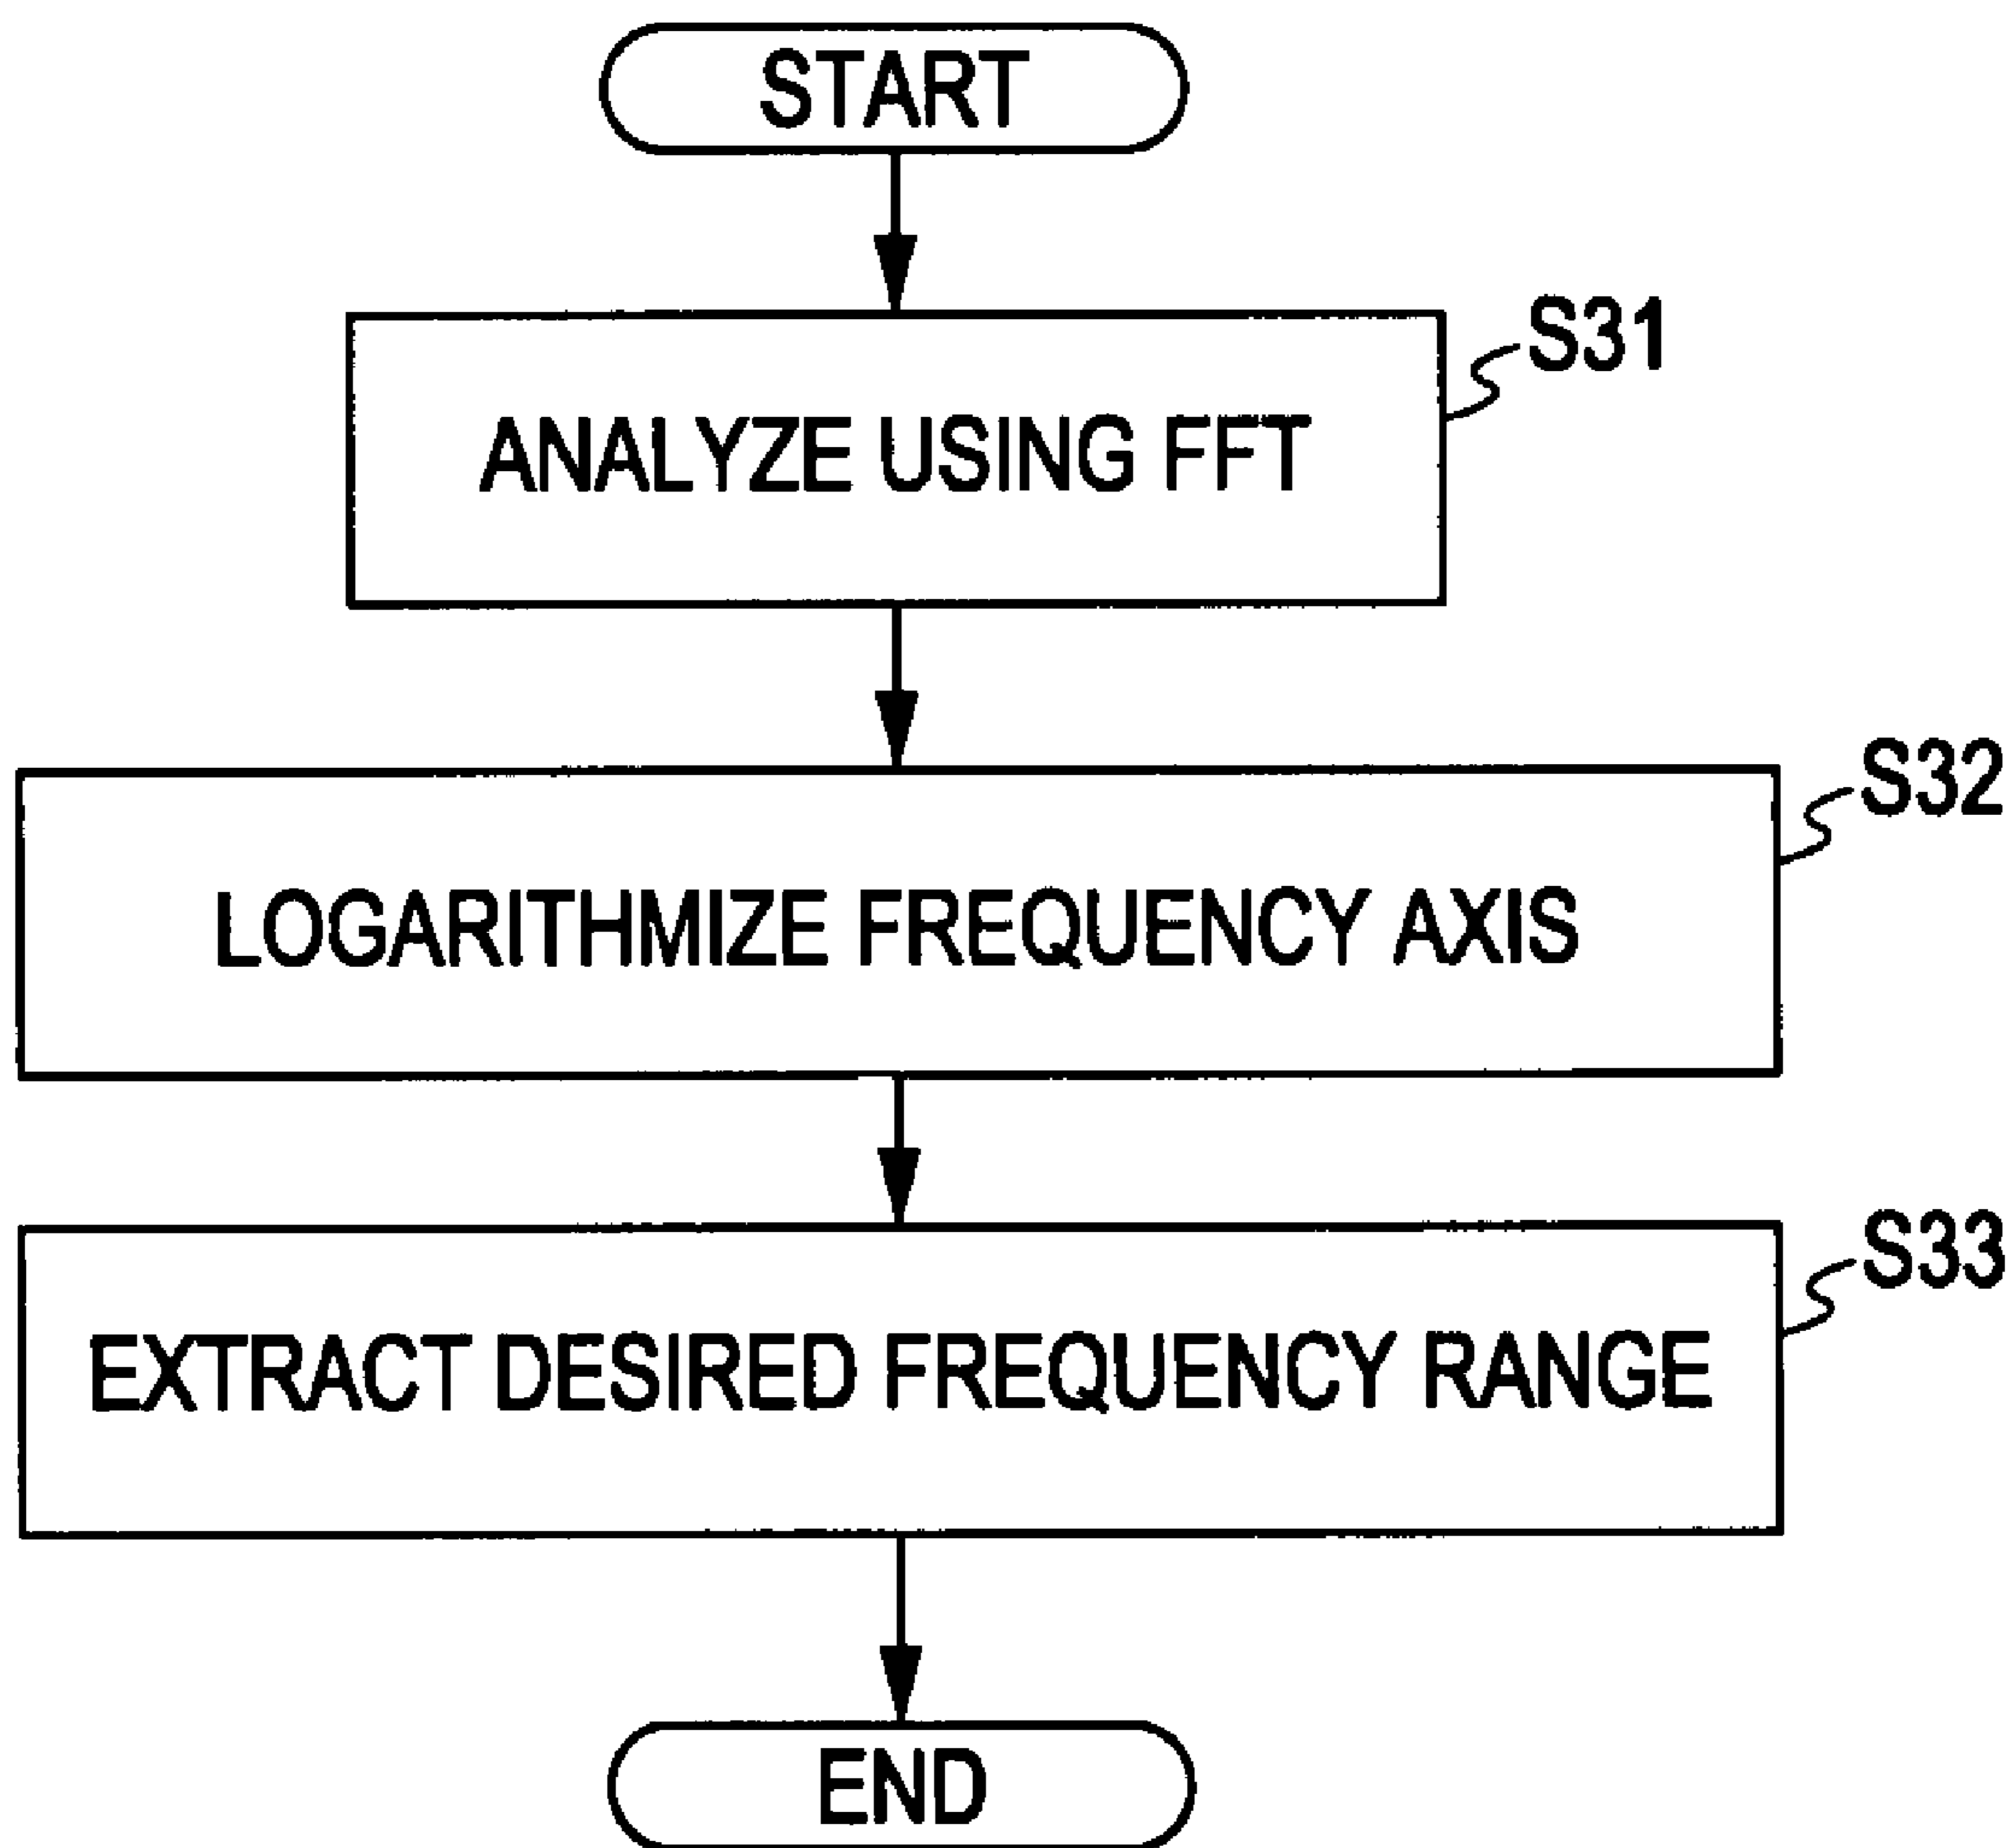 START
S31
ANALYZE USING FFT
S32
LOGARITHMIZE FREQUENCY AXIS
S33
EXTRACT DESIRED FREQUENCY RANGE
END